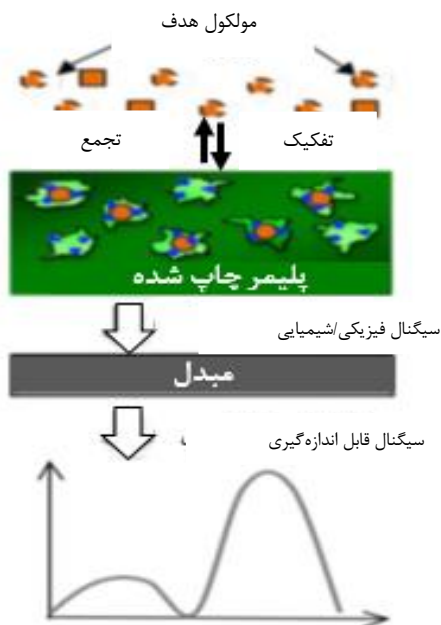 مولکول هدف
تجمع
تفکیک
پلیمر چاپ شده
سیگنال فیزیکی/شیمیایی
مبدل
سیگنال قابل اندازه‌گیری